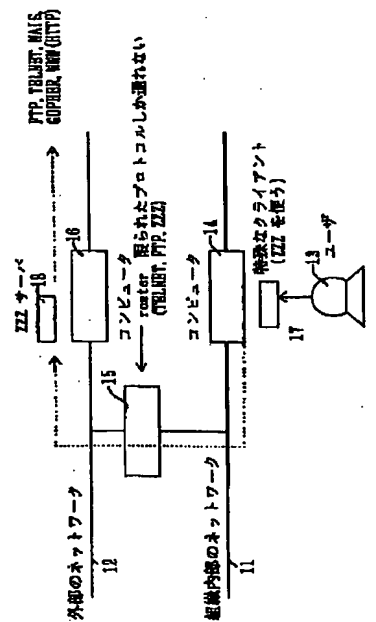 FTP, TELNET, WAIS,
GOPHER, WWW(HTTP)
ZZZ サーバ
18
16
コンピュータ
roster 限られたプロトコルしか通れない
(TELNET, FTP, ZZZ)
15
外部のネットワーク
12
コンピュータ
14
特殊なクライアント
(ZZZ を使う)
17
13
ユーザ
組織内部のネットワーク
11